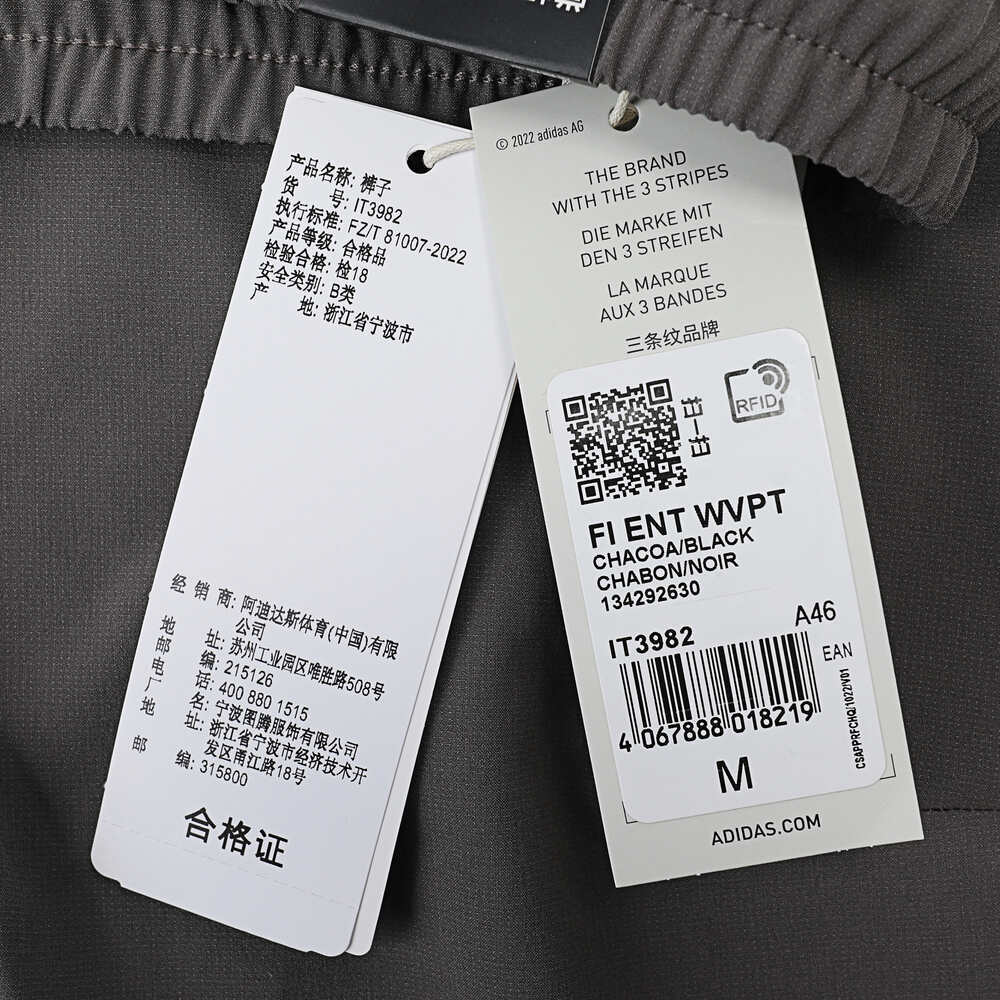 产品名称: 裤子
货 号: IT3982
执行标准: FZ/T 81007-2022
产品等级: 合格品
检验合格: 检18
安全类别: B类
产 地: 浙江省宁波市
经 销 商: 阿迪达斯体育(中国)有限
公司
地 址: 苏州工业园区唯胜路508号
邮 编: 215126
电 话: 400 880 1515
厂 名: 宁波图腾服饰有限公司
地 址: 浙江省宁波市经济技术开
发区甬江路18号
邮 编: 315800
合格证
© 2022 adidas AG
THE BRAND
WITH THE 3 STRIPES
DIE MARKE MIT
DEN 3 STREIFEN
LA MARQUE
AUX 3 BANDES
三条纹品牌
扫一扫
RFID
FI ENT WVPT
CHACOA/BLACK
CHABON/NOIR
134292630
IT3982
A46
EAN
4 067888 018219
CSAPPRFCHQ/1022/V01
M
ADIDAS.COM